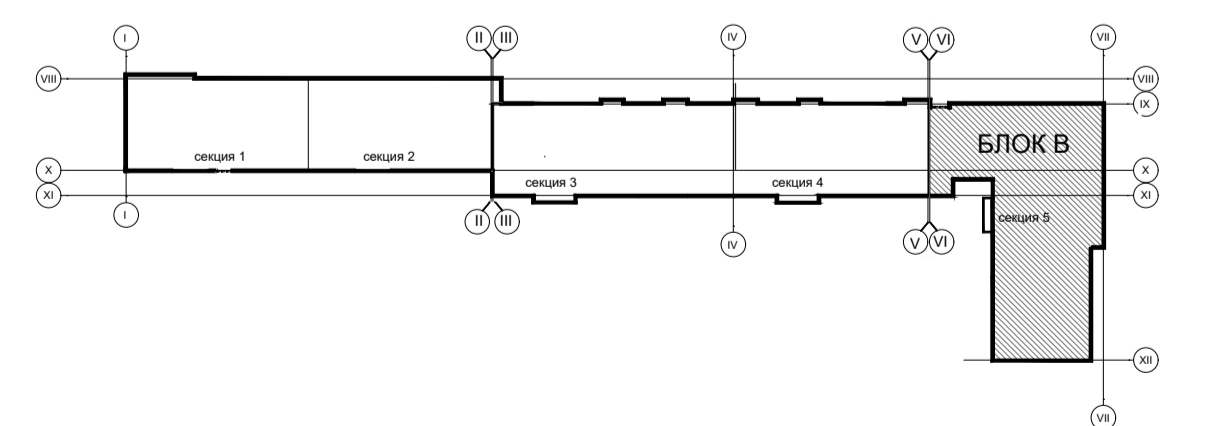 I II III IV V VI VII
VIII VIII
IX
БЛОК В
секция 1 секция 2
X X
секция 3 секция 4
XI XI
I II III секция 5
IV V VI
XII
VII